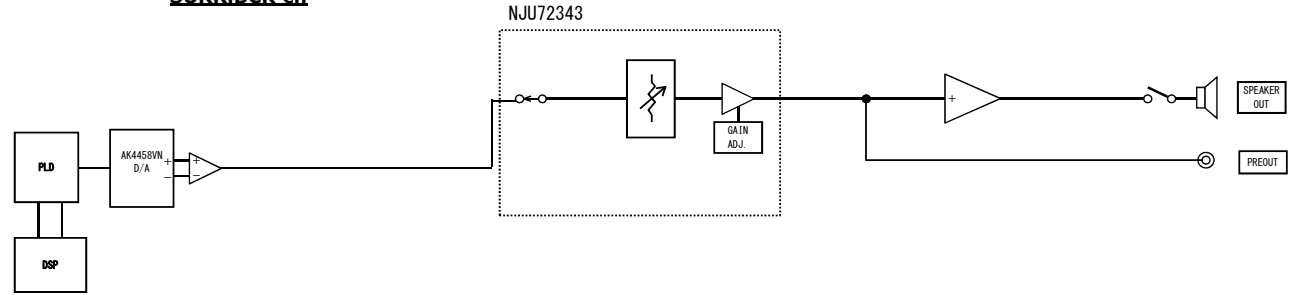 NJU72343
SPEAKER
OUT
GAIN
ADJ.
AK4458VN
D/A
+
−
+
−
+
PLD
PREOUT
DSP